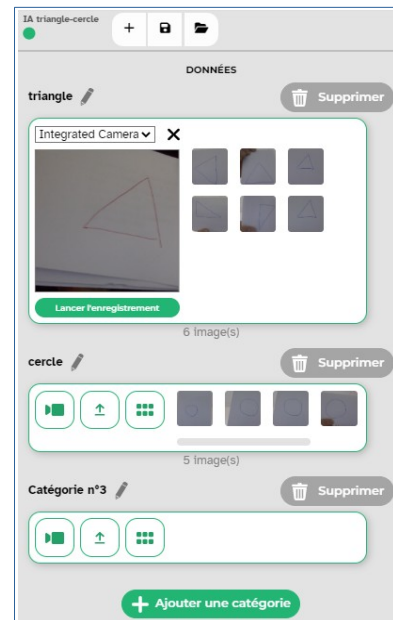 IA triangle-cercle
DONNÉES
triangle
Supprimer
Integrated Camera
Lancer l'enregistrement
6 image(s)
cercle
Supprimer
5 image(s)
Catégorie n°3
Supprimer
Ajouter une catégorie